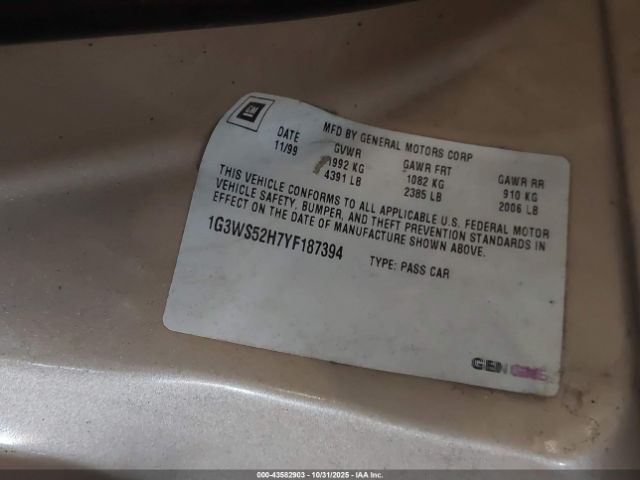 GM
MFD BY GENERAL MOTORS CORP
DATE GVWR GAWR FRT GAWR RR
11/99 1992 KG 1082 KG 910 KG
4391 LB 2385 LB 2006 LB
THIS VEHICLE CONFORMS TO ALL APPLICABLE U.S. FEDERAL MOTOR
VEHICLE SAFETY, BUMPER, AND THEFT PREVENTION STANDARDS IN
EFFECT ON THE DATE OF MANUFACTURE SHOWN ABOVE.
1G3WS52H7YF187394 TYPE: PASS CAR
GEN
000-43582903 | 10/31/2025 | IAA Inc.